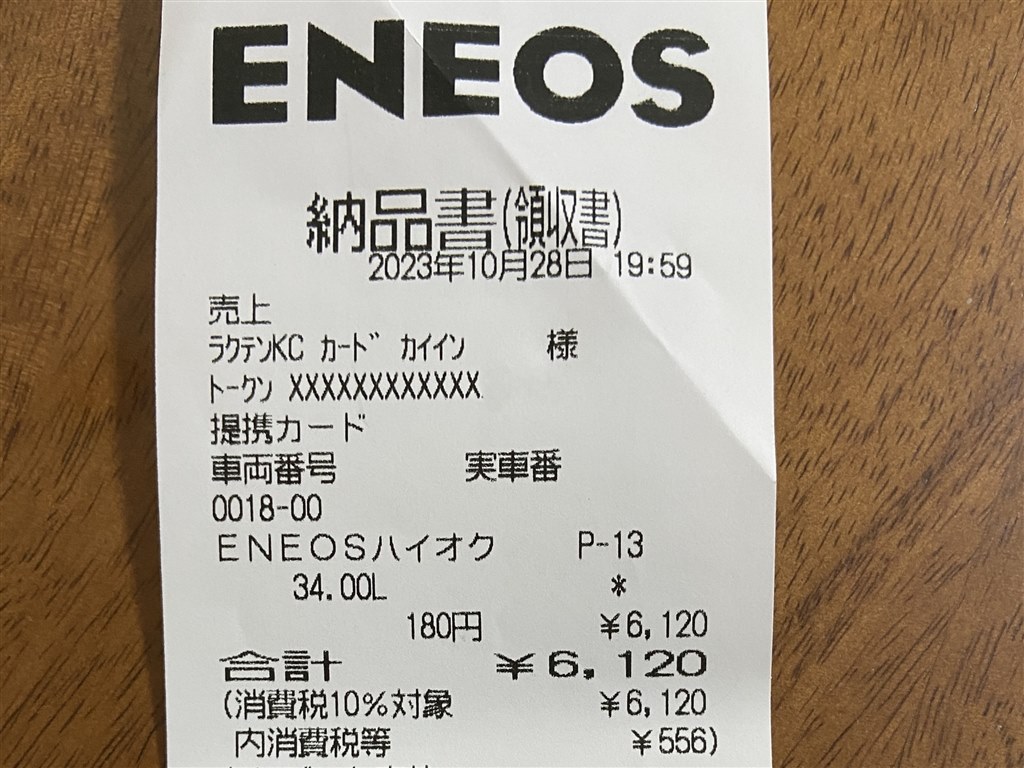 ENEOS
納品書(領収書)
2023年10月28日 19:59
売上
ﾗｸﾃﾝKC ｶｰﾄﾞ ｶｲｲﾝ 様
ﾄｰｸﾝ XXXXXXXXXXXX
提携カード
車両番号 実車番
0018-00
ＥＮＥＯＳハイオク P-13
34.00L *
180円 ¥6,120
合計 ¥6,120
(消費税10%対象 ¥6,120
内消費税等 ¥556)